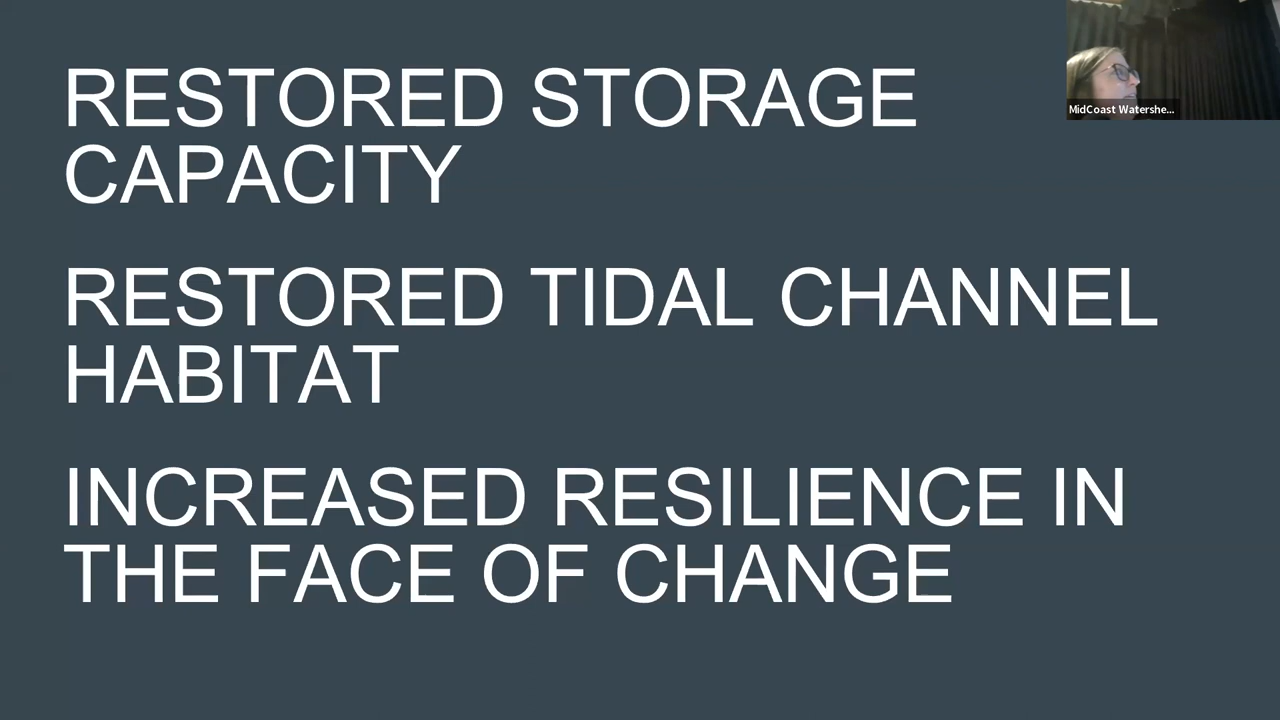 RESTORED STORAGE
CAPACITY
RESTORED TIDAL CHANNEL
HABITAT
INCREASED RESILIENCE IN
THE FACE OF CHANGE
MidCoast Watershe...